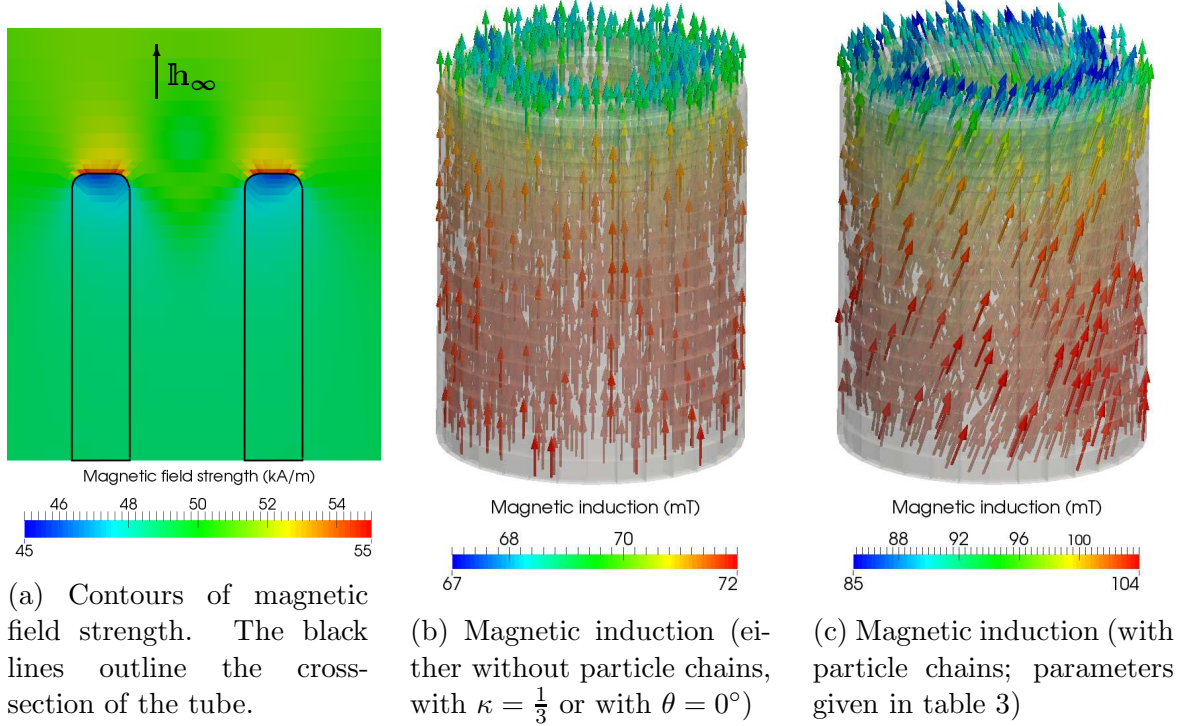 𝕙∞
Magnetic field strength (kA/m)
46 48 50 52 54
45 55
(a) Contours of magnetic
field strength. The black
lines outline the cross-
section of the tube.
Magnetic induction (mT)
68 70
67 72
(b) Magnetic induction (ei-
ther without particle chains,
with κ = 1/3 or with θ = 0°)
Magnetic induction (mT)
88 92 96 100
85 104
(c) Magnetic induction (with
particle chains; parameters
given in table 3)